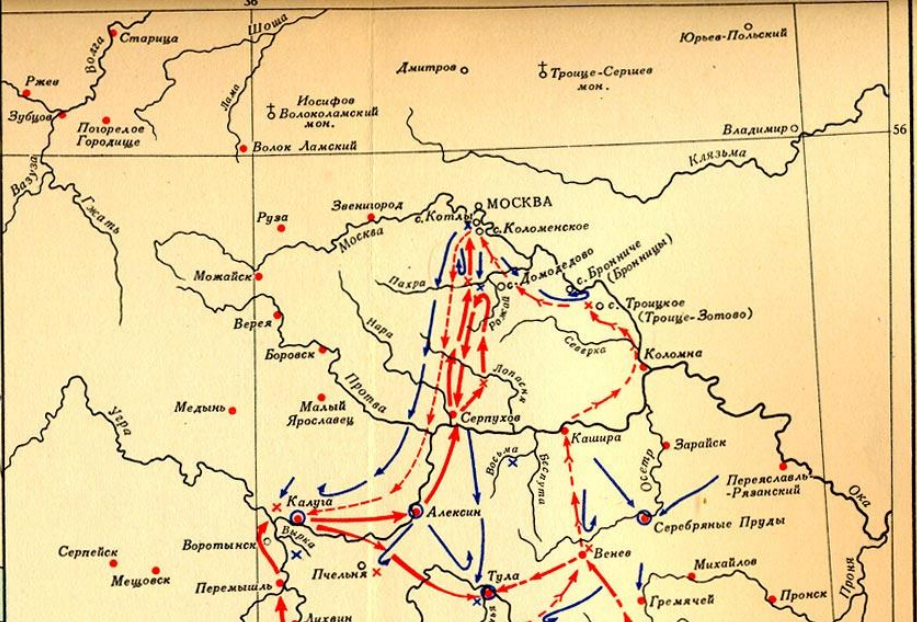 36
Старица
Волга
Шоша
Юрьев-Польский
Ржев
Зубцов
Погорелое
Городище
Лама
Иосифов
Волоколамский
мон.
Дмитров
Троице-Сергиев
мон.
56
Владимир
Клязьма
Волок Ламский
Вазуза
Гжать
Руза
Звенигород
Москва
МОСКВА
с. Котлы
с. Коломенское
Можайск
Пахра
с. Домодедово
с. Бронниче
(Бронницы)
с. Троицкое
(Троице-Зотово)
Рожай
Верея
Нара
Северка
Боровск
Коломна
Лопасня
Протва
Медынь
Малый
Ярославец
Серпухов
Угра
Кашира
Зарайск
Восьма
Беспута
Осетр
Переяславль-
-Рязанский
Ока
Калуга
Алексин
Серебряные Пруды
Вырка
Воротынск
Серпейск
Мещовск
Пчельня
Венев
Тула
Михайлов
Проня
Перемышль
Гремячей
Пронск
Лихвин